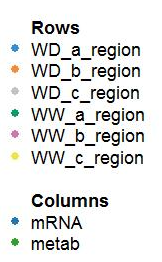 Rows
WD_a_region
WD_b_region
WD_c_region
WW_a_region
WW_b_region
WW_c_region
Columns
mRNA
metab